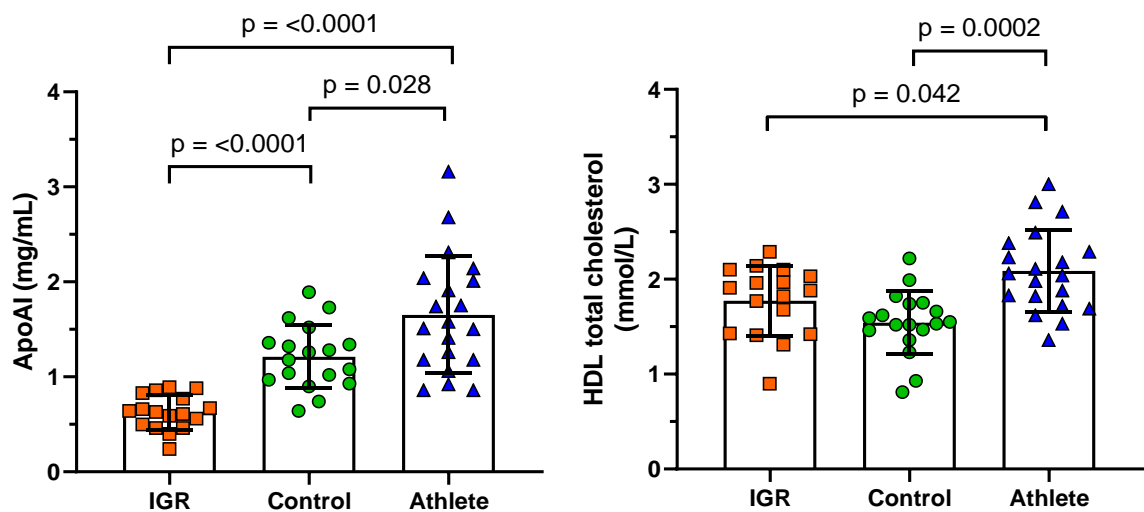 p = <0.0001
p = 0.028
p = <0.0001
4
3
2
1
0
ApoAI (mg/mL)
IGR
Control
Athlete
p = 0.0002
p = 0.042
4
3
2
1
0
HDL total cholesterol
(mmol/L)
IGR
Control
Athlete